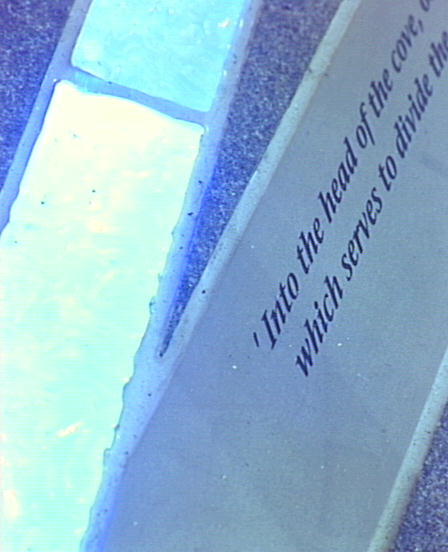 'Into the head of the cove,
which serves to divide the